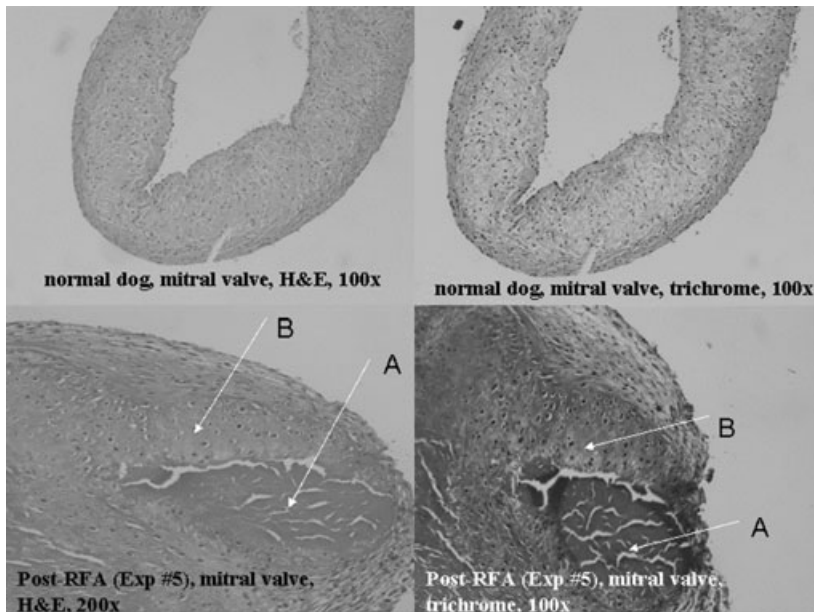 normal dog, mitral valve, H&E, 100x
normal dog, mitral valve, trichrome, 100x
B
A
B
A
Post-RFA (Exp #5), mitral valve,
H&E, 200x
Post-RFA (Exp #5), mitral valve,
trichrome, 100x